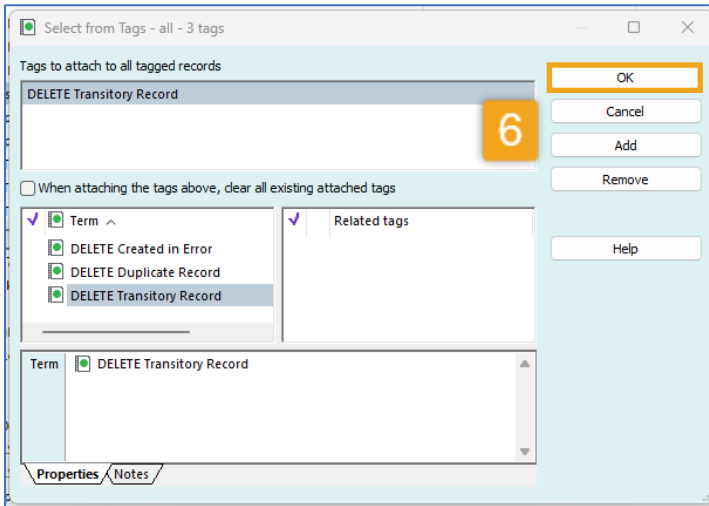 Select from Tags - all - 3 tags
Tags to attach to all tagged records
DELETE Transitory Record
6
OK
Cancel
Add
Remove
Help
When attaching the tags above, clear all existing attached tags
Term
Related tags
DELETE Created in Error
DELETE Duplicate Record
DELETE Transitory Record
Term DELETE Transitory Record
Properties Notes